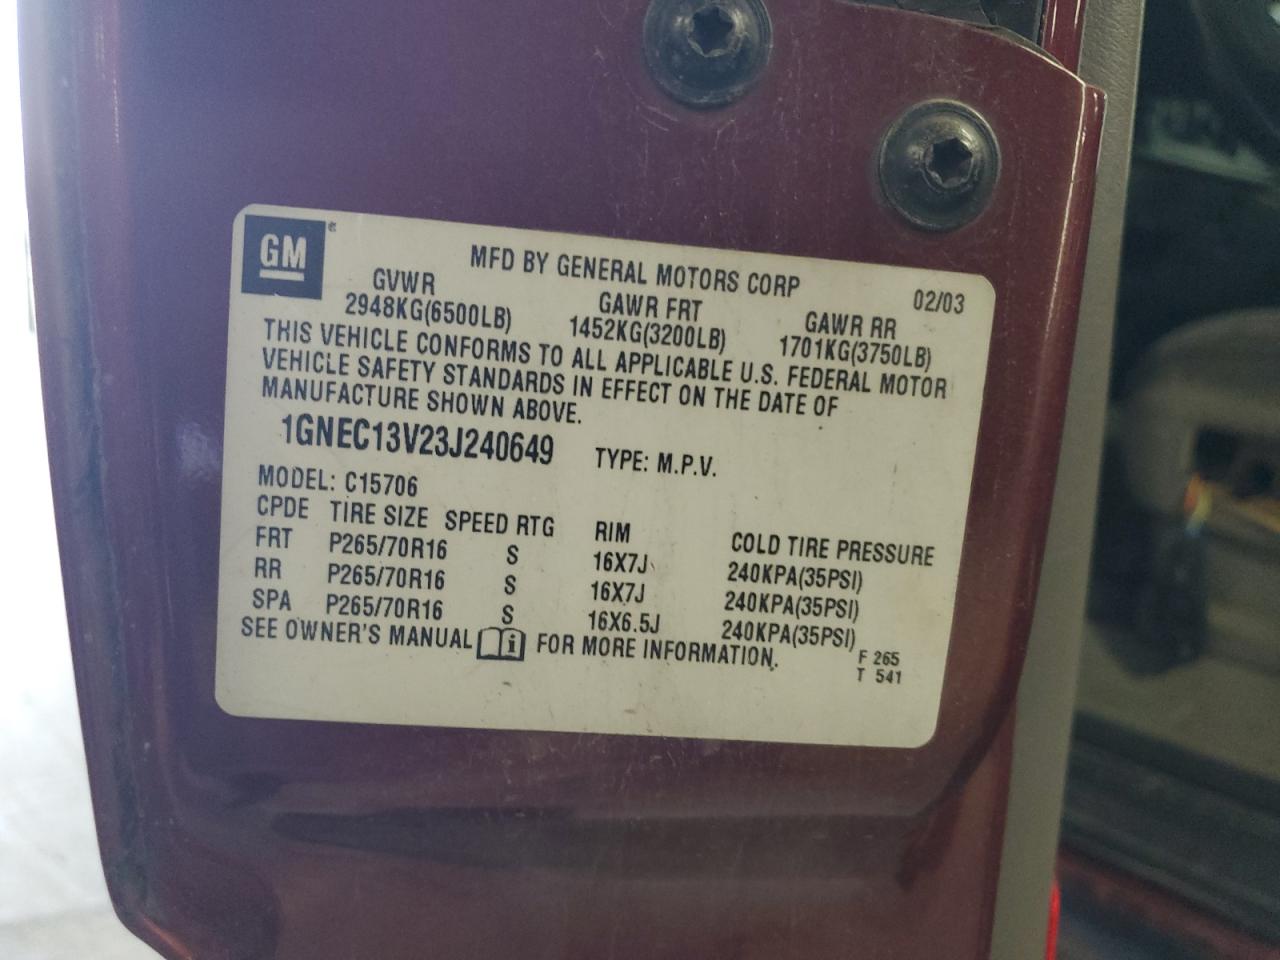 GM
MFD BY GENERAL MOTORS CORP 02/03
GVWR GAWR FRT GAWR RR
2948KG(6500LB) 1452KG(3200LB) 1701KG(3750LB)
THIS VEHICLE CONFORMS TO ALL APPLICABLE U.S. FEDERAL MOTOR
VEHICLE SAFETY STANDARDS IN EFFECT ON THE DATE OF
MANUFACTURE SHOWN ABOVE.
1GNEC13V23J240649 TYPE: M.P.V.
MODEL: C15706
CPDE TIRE SIZE SPEED RTG RIM COLD TIRE PRESSURE
FRT P265/70R16 S 16X7J 240KPA(35PSI)
RR P265/70R16 S 16X7J 240KPA(35PSI)
SPA P265/70R16 S 16X6.5J 240KPA(35PSI)
SEE OWNER'S MANUAL i FOR MORE INFORMATION.
F 265
T 541